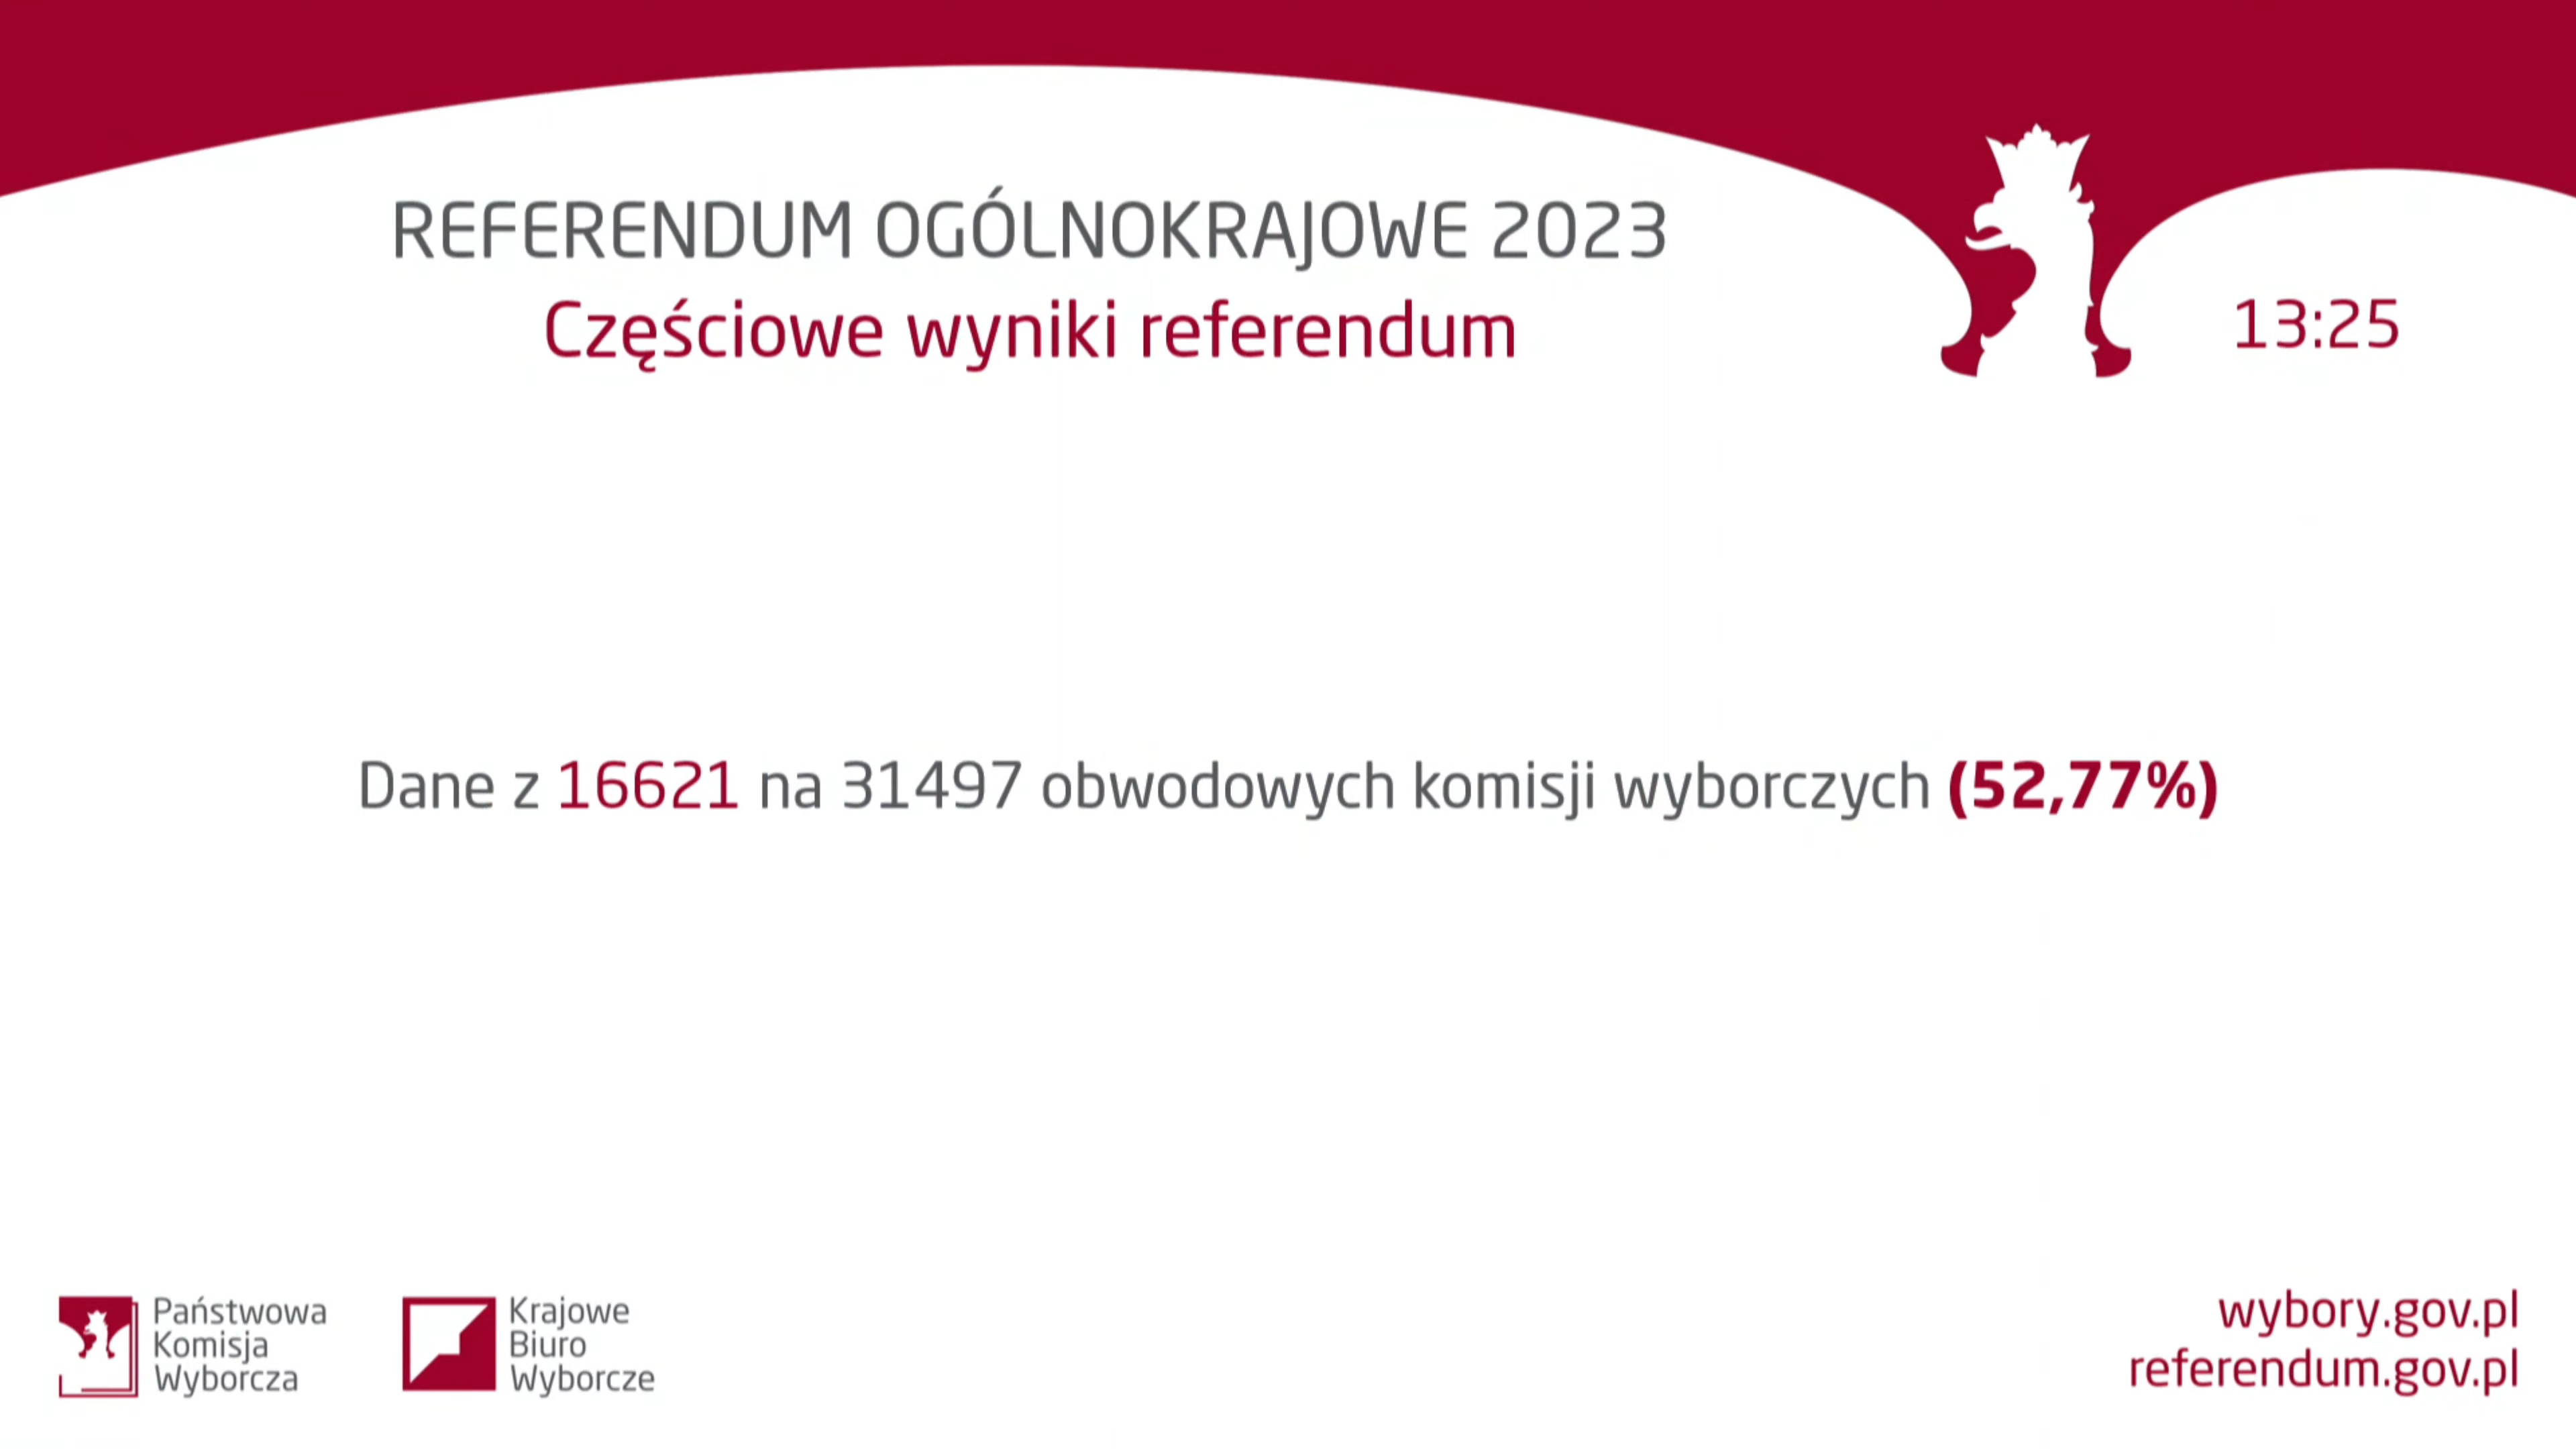 REFERENDUM OGÓLNOKRAJOWE 2023
Częściowe wyniki referendum
13:25
Dane z 16621 na 31497 obwodowych komisji wyborczych (52,77%)
Państwowa
Komisja
Wyborcza
Krajowe
Biuro
Wyborcze
wybory.gov.pl
referendum.gov.pl